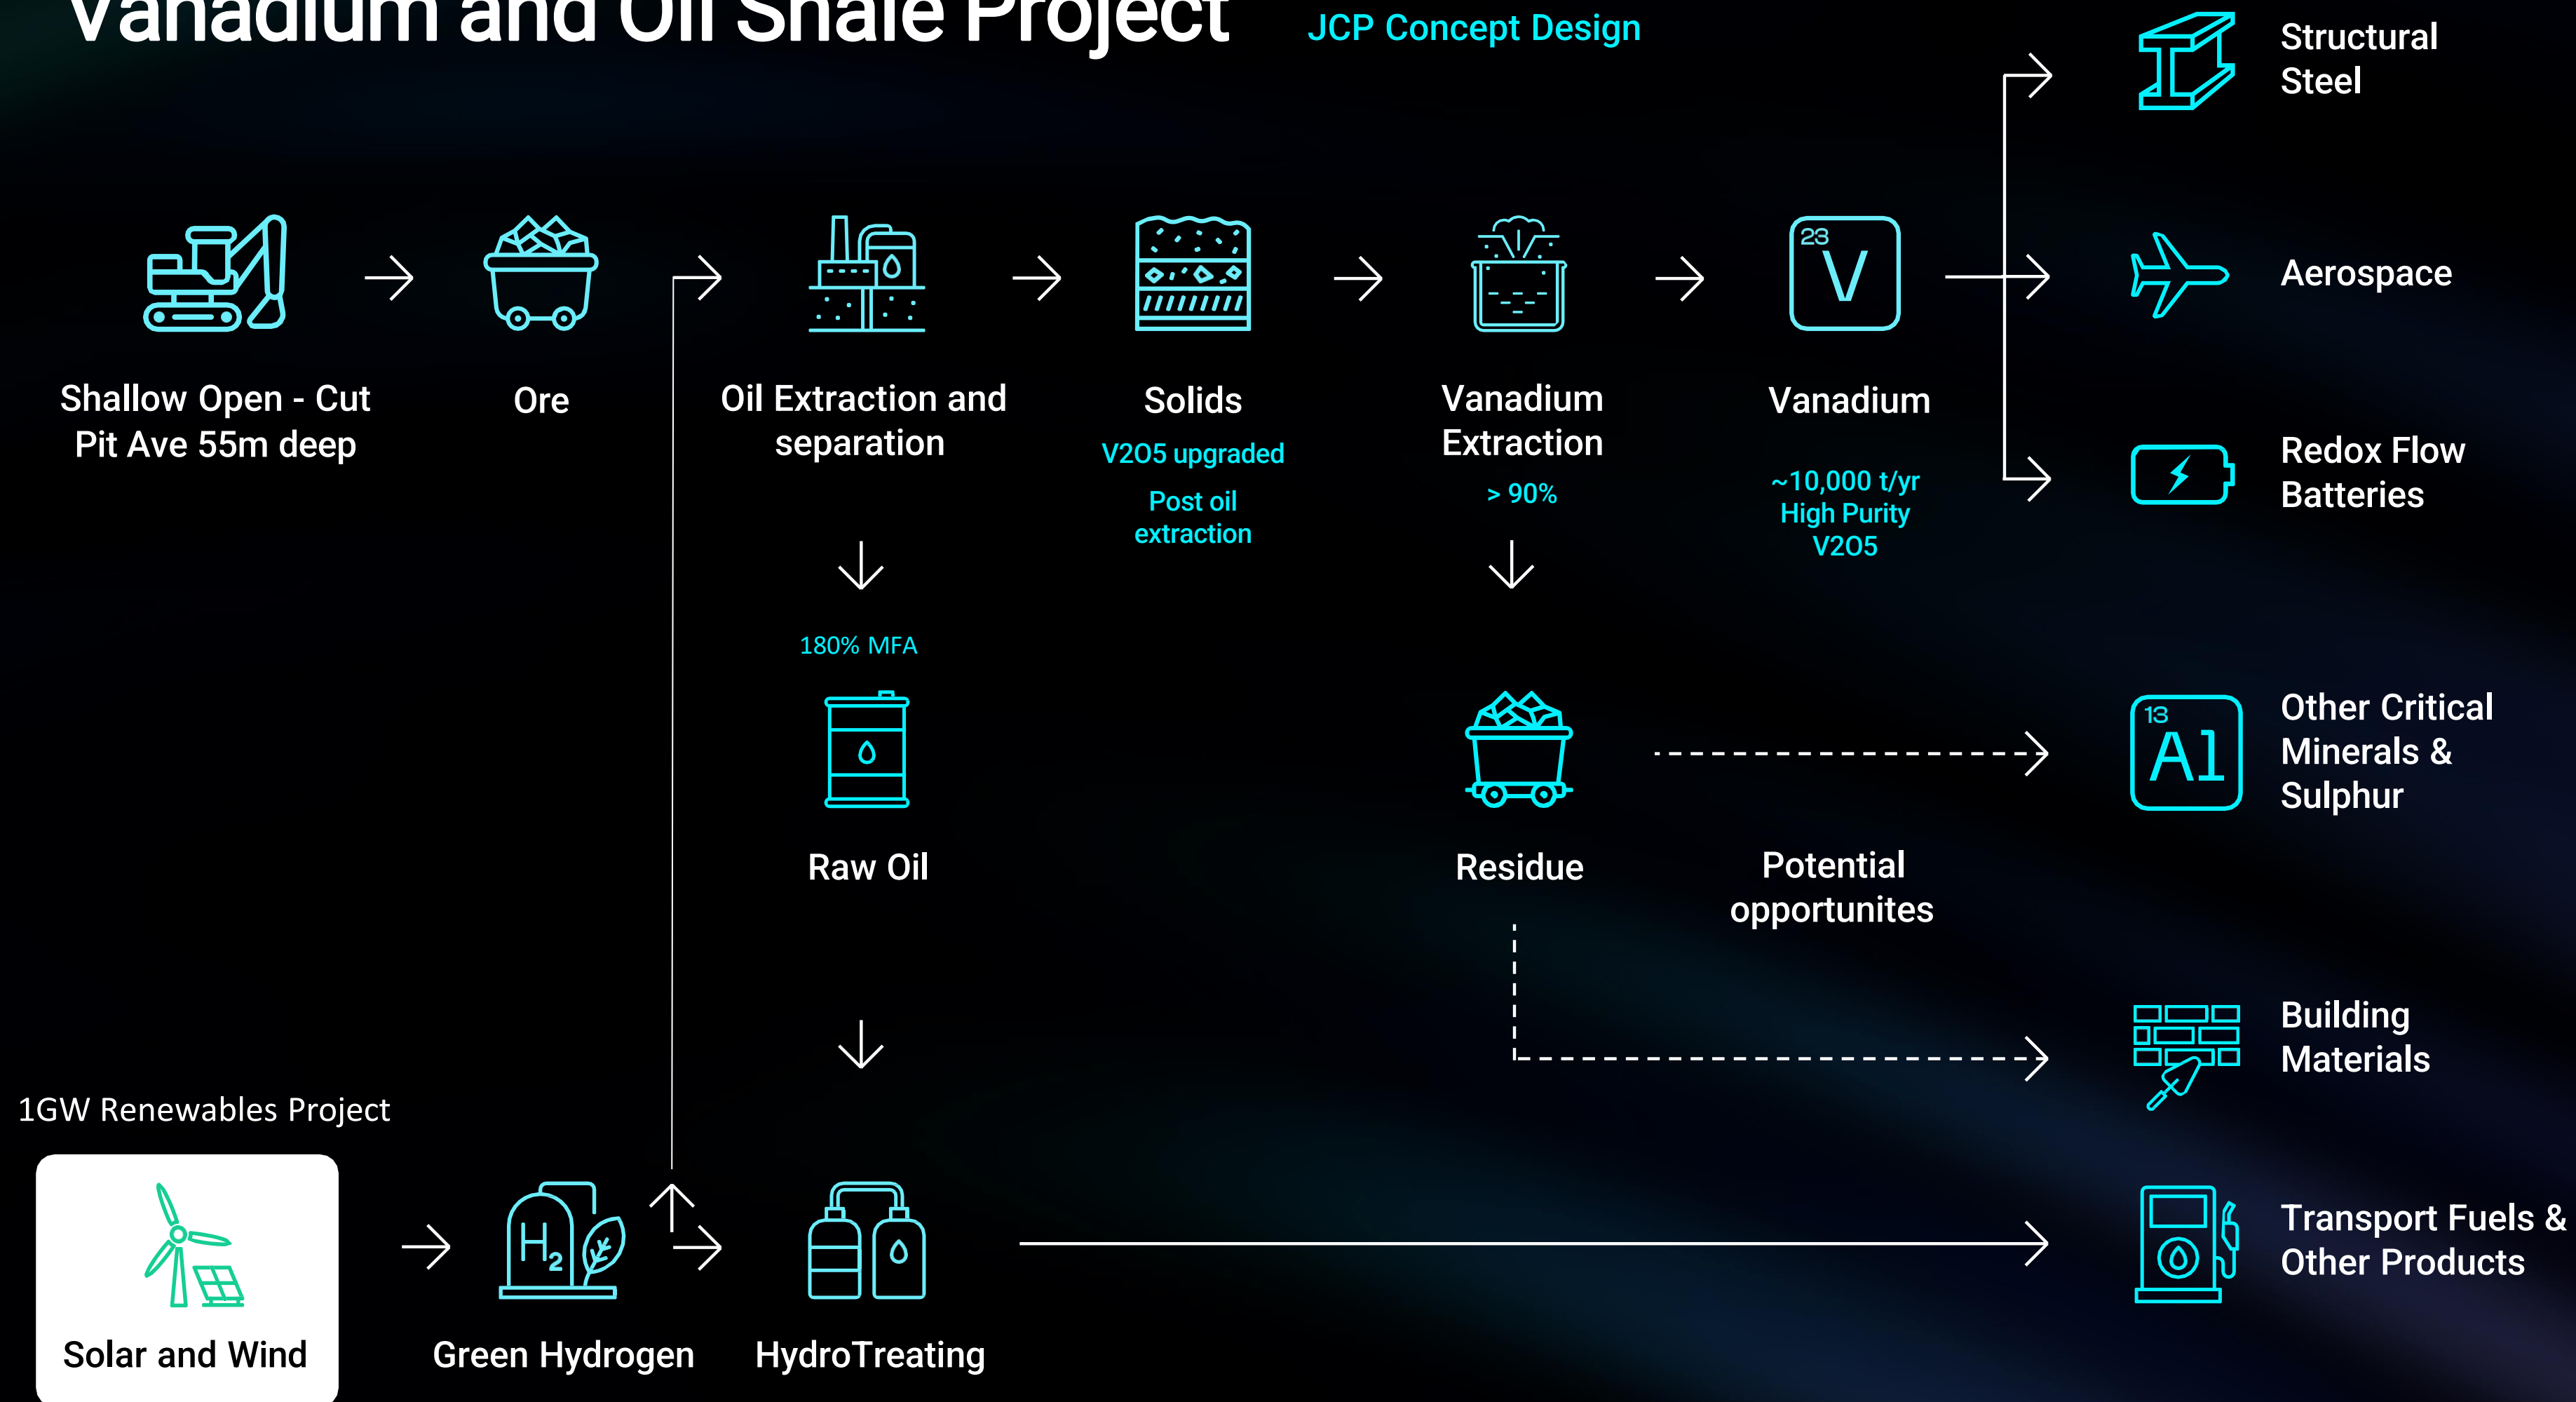 Vanadium and Oil Shale Project
JCP Concept Design
Structural
Steel
Aerospace
Redox Flow
Batteries
23
V
Shallow Open - Cut
Pit Ave 55m deep
Ore
Oil Extraction and
separation
Solids
V2O5 upgraded
Post oil
extraction
Vanadium
Extraction
> 90%
Vanadium
~10,000 t/yr
High Purity
V2O5
180% MFA
Raw Oil
Residue
Potential
opportunites
13
Al
Other Critical
Minerals &
Sulphur
Building
Materials
1GW Renewables Project
Solar and Wind
H2
Green Hydrogen
HydroTreating
Transport Fuels &
Other Products